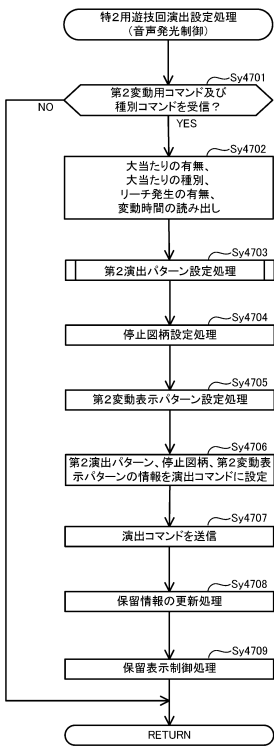 特2用遊技回演出設定処理
(音声発光制御)
Sy4701
第2変動用コマンド及び
種別コマンドを受信?
NO
YES
Sy4702
大当たりの有無、
大当たりの種別、
リーチ発生の有無、
変動時間の読み出し
Sy4703
第2演出パターン設定処理
Sy4704
停止図柄設定処理
Sy4705
第2変動表示パターン設定処理
Sy4706
第2演出パターン、停止図柄、第2変動表
示パターンの情報を演出コマンドに設定
Sy4707
演出コマンドを送信
Sy4708
保留情報の更新処理
Sy4709
保留表示制御処理
RETURN